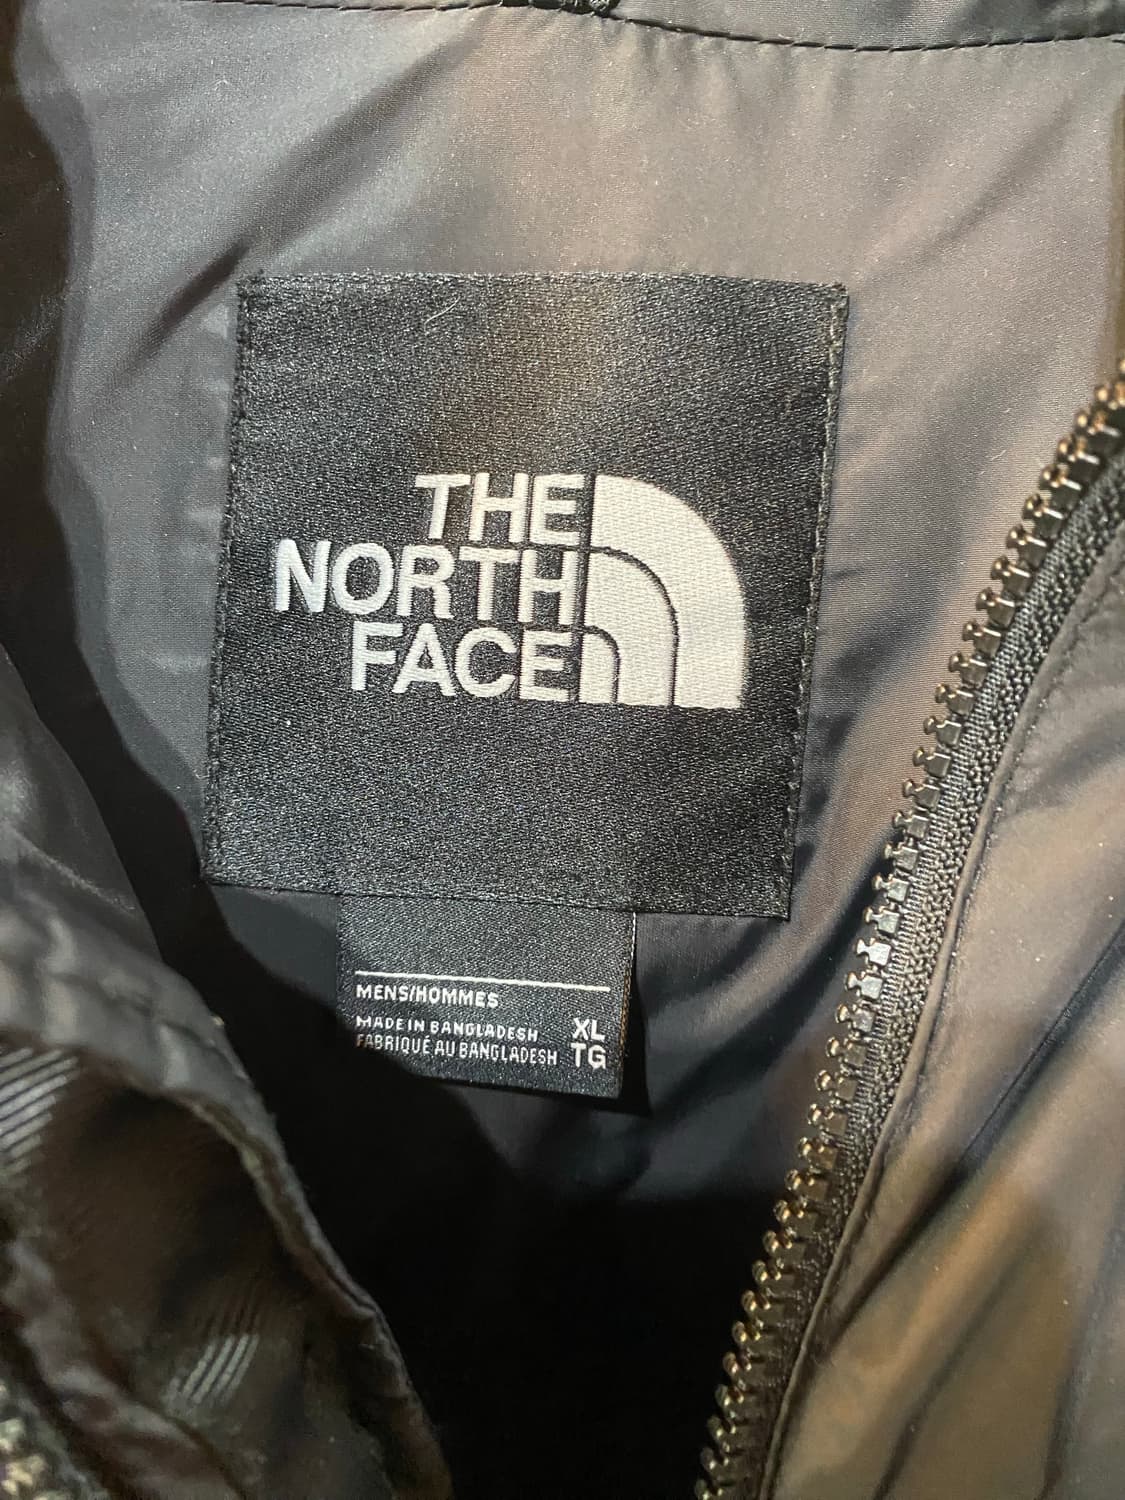 THE
NORTH
FACE
MENS/HOMMES
MADE IN BANGLADESH XL
FABRIQUÉ AU BANGLADESH TG